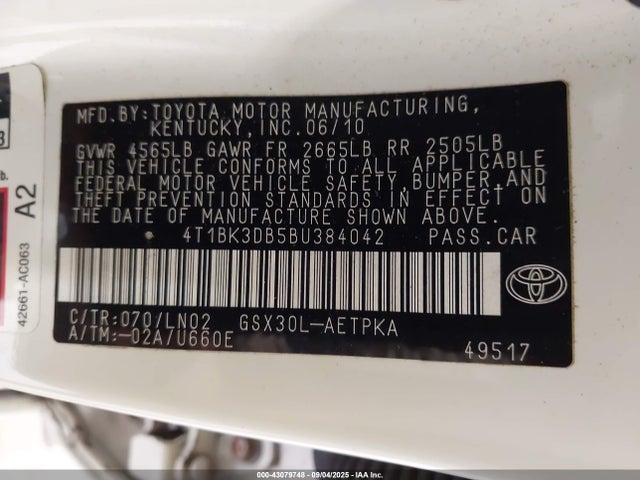 MFD.BY:TOYOTA MOTOR MANUFACTURING,
KENTUCKY,INC.06/10
GVWR 4565LB GAWR FR 2665LB RR 2505LB
THIS VEHICLE CONFORMS TO ALL APPLICABLE
FEDERAL MOTOR VEHICLE SAFETY,BUMPER,AND
THEFT PREVENTION STANDARDS IN EFFECT ON
THE DATE OF MANUFACTURE SHOWN ABOVE.
4T1BK3DB5BU384042 PASS.CAR
C/TR:070/LN02 GSX30L-AETPKA
A/TM:-02A/U660E
49517
A2
42661-AC063
000-43079748 - 09/04/2025 - IAA Inc.